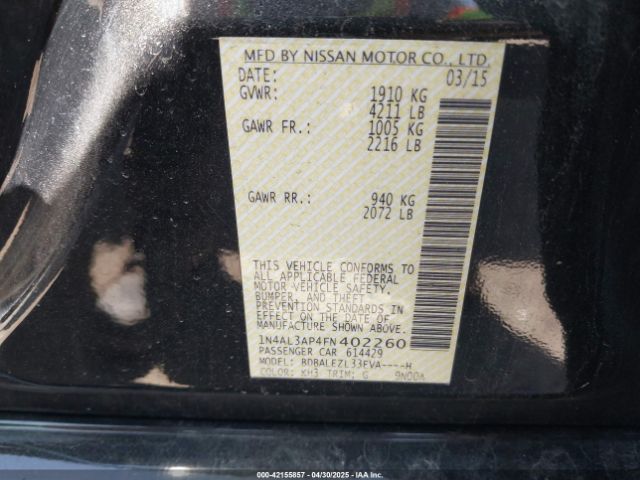 MFD BY NISSAN MOTOR CO., LTD.
DATE: 03/15
GVWR: 1910 KG
4211 LB
GAWR FR.: 1005 KG
2216 LB
GAWR RR.: 940 KG
2072 LB
THIS VEHICLE CONFORMS TO
ALL APPLICABLE FEDERAL
MOTOR VEHICLE SAFETY,
BUMPER, AND THEFT
PREVENTION STANDARDS
IN EFFECT ON THE DATE OF
MANUFACTURE SHOWN ABOVE.
1N4AL3AP4FN402260
PASSENGER CAR 614429
MODEL: BDBALEZL33EVA----H
COLOR: KH3 TRIM: G 9N00A
000-42155857 - 04/30/2025 - IAA Inc.